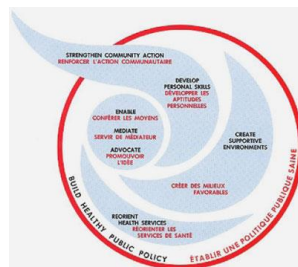 STRENGTHEN COMMUNITY ACTION
RENFORCER L'ACTION COMMUNAUTAIRE
DEVELOP
PERSONAL SKILLS
DÉVELOPPER LES
APTITUDES
PERSONNELLES
ENABLE
CONFÉRER LES MOYENS
MEDIATE
SERVIR DE MÉDIATEUR
ADVOCATE
PROMOUVOIR
L'IDÉE
CREATE
SUPPORTIVE
ENVIRONMENTS
CRÉER DES MILIEUX
FAVORABLES
REORIENT
HEALTH SERVICES
RÉORIENTER LES
SERVICES DE SANTÉ
BUILD HEALTHY PUBLIC POLICY
ÉTABLIR UNE POLITIQUE PUBLIQUE SAINE